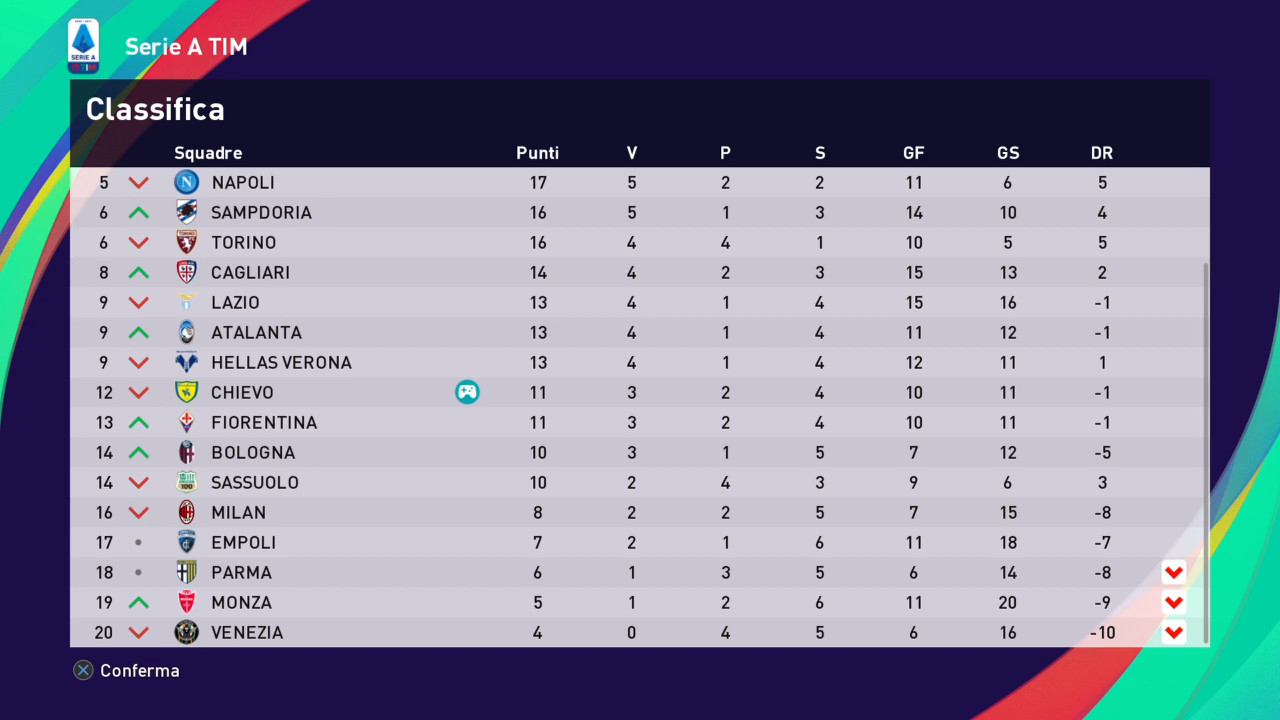 SERIE A
TIM
Serie A TIM
Classifica
Squadre Punti V P S GF GS DR
5 NAPOLI 17 5 2 2 11 6 5
6 SAMPDORIA 16 5 1 3 14 10 4
6 TORINO 16 4 4 1 10 5 5
8 CAGLIARI 14 4 2 3 15 13 2
9 LAZIO 13 4 1 4 15 16 -1
9 ATALANTA 13 4 1 4 11 12 -1
9 HELLAS VERONA 13 4 1 4 12 11 1
12 CHIEVO 11 3 2 4 10 11 -1
13 FIORENTINA 11 3 2 4 10 11 -1
14 BOLOGNA 10 3 1 5 7 12 -5
14 SASSUOLO 10 2 4 3 9 6 3
16 MILAN 8 2 2 5 7 15 -8
17 EMPOLI 7 2 1 6 11 18 -7
18 PARMA 6 1 3 5 6 14 -8
19 MONZA 5 1 2 6 11 20 -9
20 VENEZIA 4 0 4 5 6 16 -10
Conferma